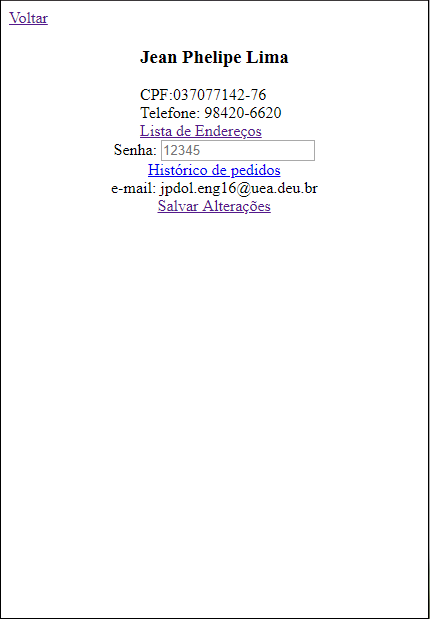 Voltar
Jean Phelipe Lima
CPF:037077142-76
Telefone: 98420-6620
Lista de Endereços
Senha: 12345
Histórico de pedidos
e-mail: jpdol.eng16@uea.deu.br
Salvar Alterações